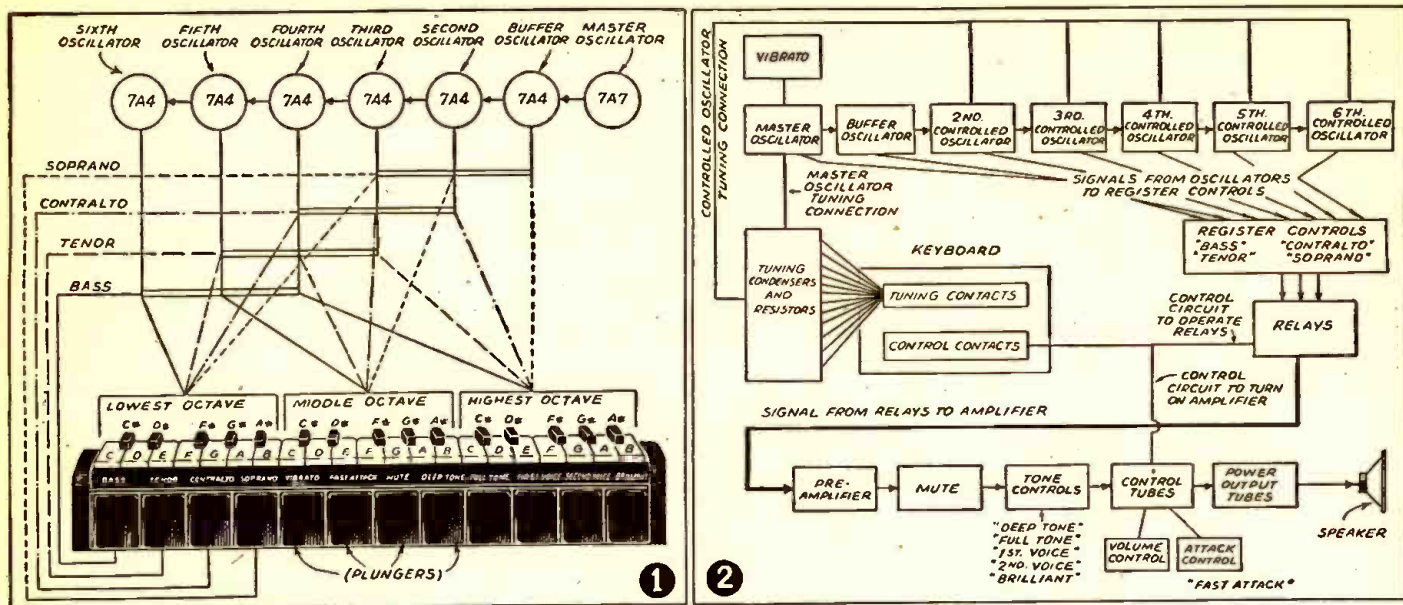 SIXTH
OSCILLATOR
FIFTH
OSCILLATOR
FOURTH
OSCILLATOR
THIRD
OSCILLATOR
SECOND
OSCILLATOR
BUFFER
OSCILLATOR
MASTER
OSCILLATOR
7A4
7A4
7A4
7A4
7A4
7A4
7A7
SOPRANO
CONTRALTO
TENOR
BASS
LOWEST OCTAVE
MIDDLE OCTAVE
HIGHEST OCTAVE
C# D# F# G# A# C# D# F# G# A# C# D# F# G# A#
C D E F G A B C D E F G A B C D E F G A B
BASS TENOR CONTRALTO SOPRANO VIBRATO FAST ATTACK MUTE DEEP TONE FULL TONE FIRST VOICE SECOND VOICE BRILLIANT
(PLUNGERS)
1
CONTROLLED OSCILLATOR
TUNING CONNECTION
VIBRATO
MASTER
OSCILLATOR
BUFFER
OSCILLATOR
2ND.
CONTROLLED
OSCILLATOR
3RD.
CONTROLLED
OSCILLATOR
4TH.
CONTROLLED
OSCILLATOR
5TH.
CONTROLLED
OSCILLATOR
6TH.
CONTROLLED
OSCILLATOR
MASTER
OSCILLATOR
TUNING
CONNECTION
SIGNALS FROM OSCILLATORS
TO REGISTER CONTROLS
REGISTER CONTROLS
"BASS" "CONTRALTO"
"TENOR" "SOPRANO"
TUNING
CONDENSERS
AND
RESISTORS
KEYBOARD
TUNING CONTACTS
CONTROL CONTACTS
CONTROL
CIRCUIT
TO OPERATE
RELAYS
RELAYS
CONTROL
CIRCUIT TO TURN
ON AMPLIFIER
SIGNAL FROM RELAYS TO AMPLIFIER
PRE-
AMPLIFIER
MUTE
TONE
CONTROLS
CONTROL
TUBES
POWER
OUTPUT
TUBES
SPEAKER
"DEEP TONE"
"FULL TONE"
"1ST. VOICE"
"2ND. VOICE"
"BRILLIANT"
VOLUME
CONTROL
ATTACK
CONTROL
"FAST ATTACK"
2